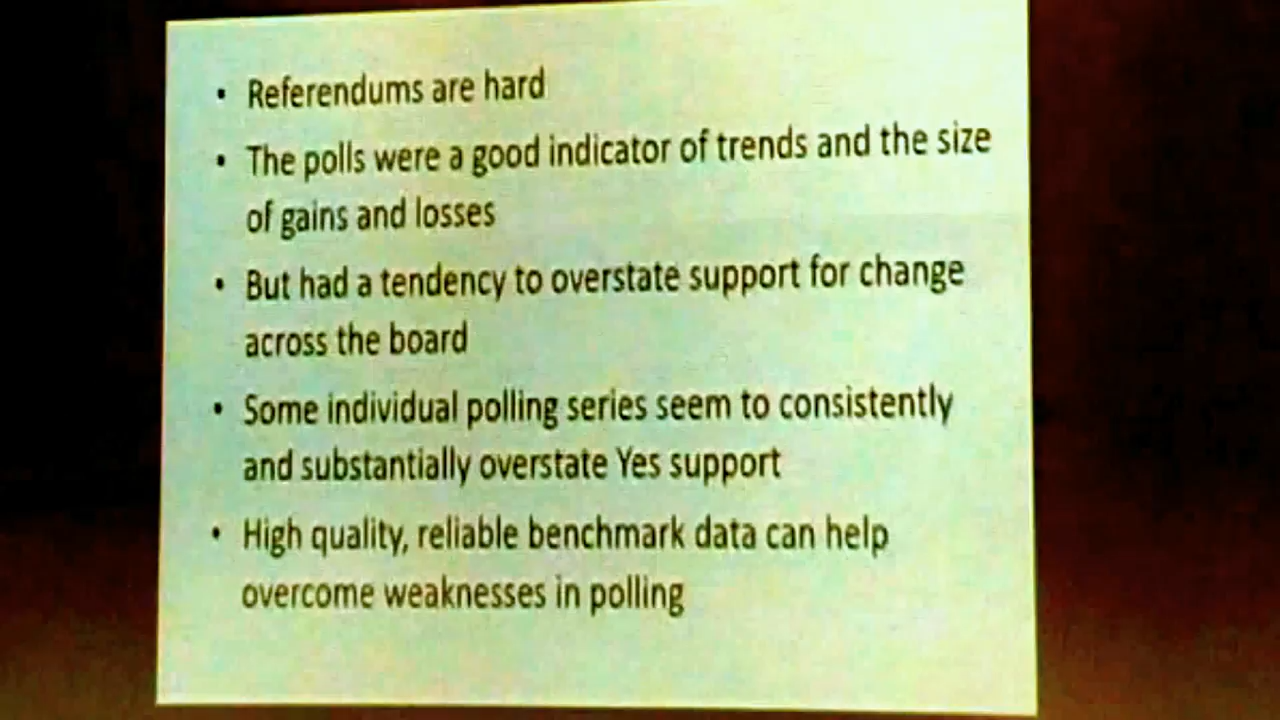 • Referendums are hard
• The polls were a good indicator of trends and the size
of gains and losses
• But had a tendency to overstate support for change
across the board
• Some individual polling series seem to consistently
and substantially overstate Yes support
• High quality, reliable benchmark data can help
overcome weaknesses in polling